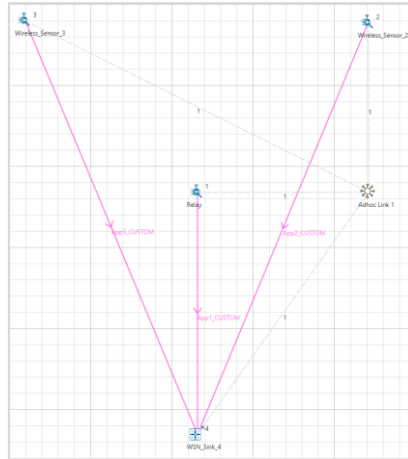 3
Wireless_Sensor_3
2
Wireless_Sensor_2
1
1
1
Relay
1
Adhoc Link 1
App3_CUSTOM
App2_CUSTOM
App1_CUSTOM
1
4
WSN_Sink_4